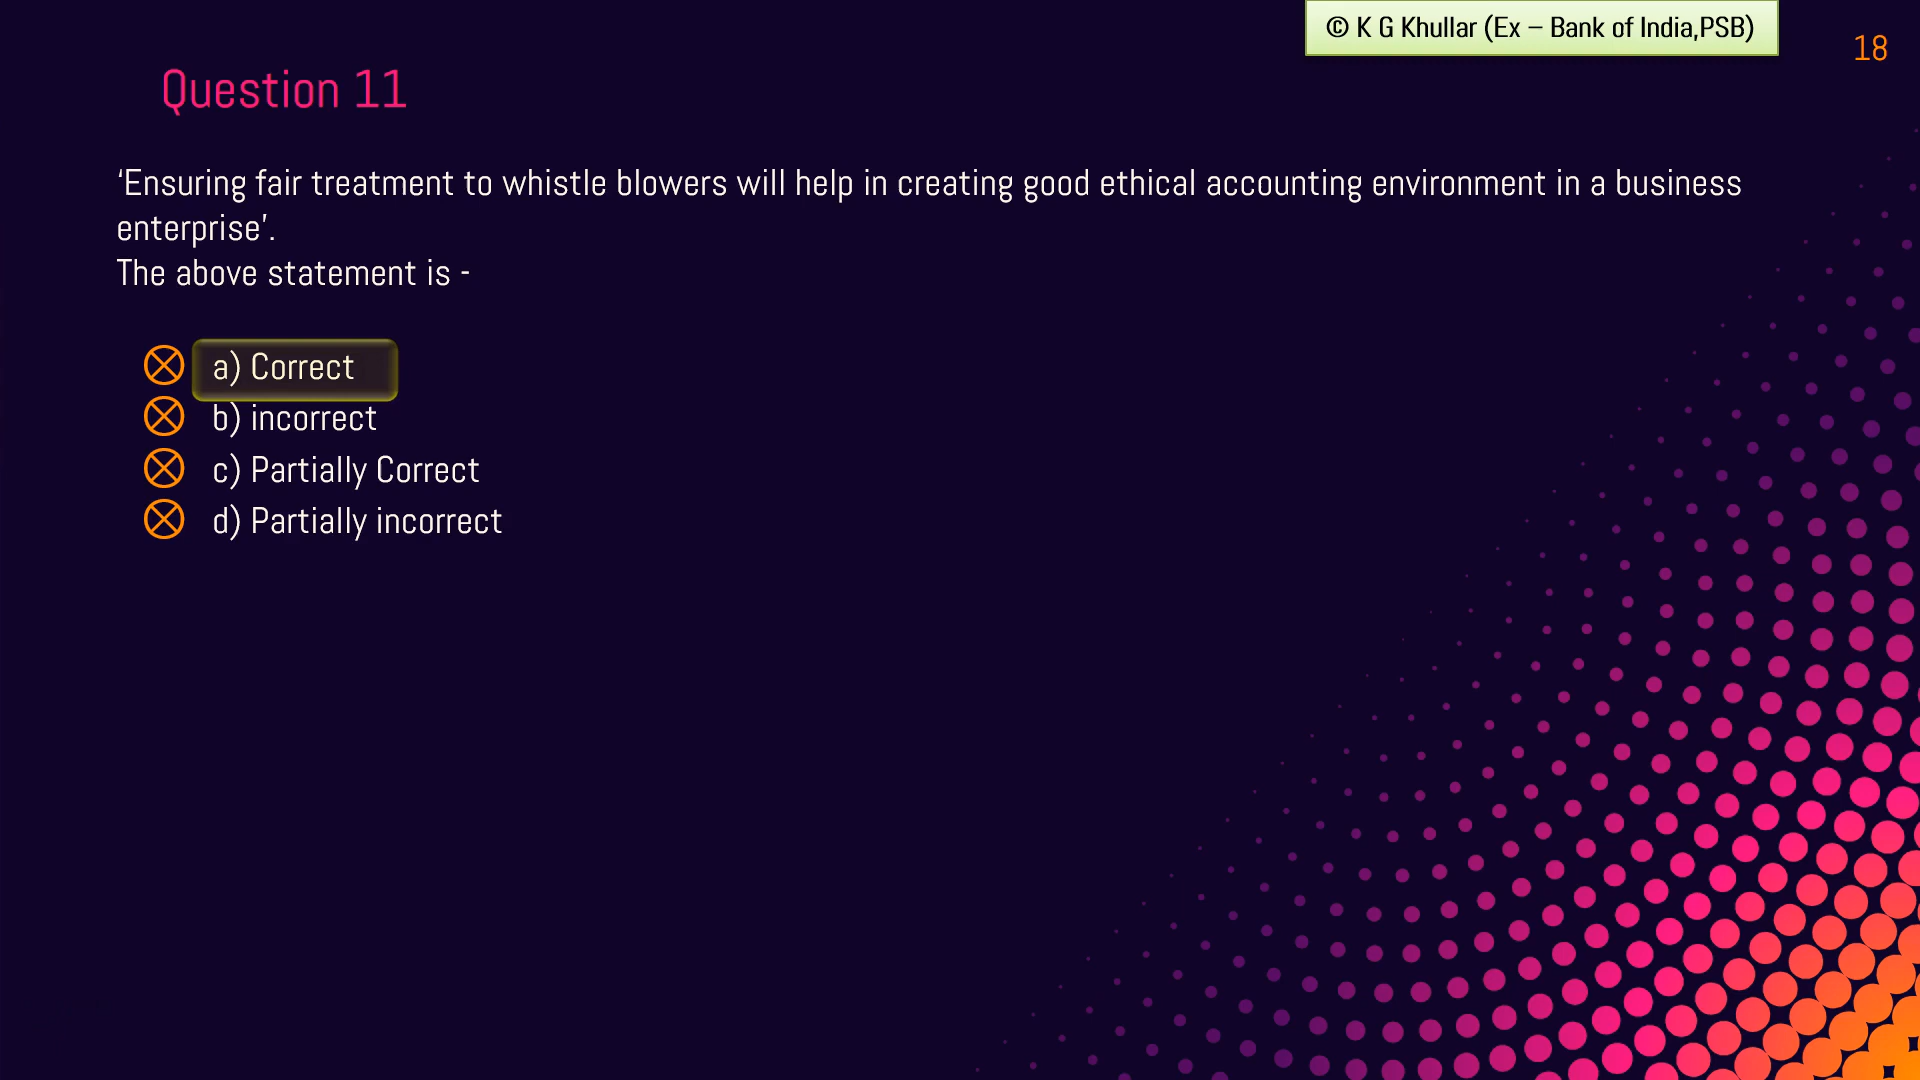 © K G Khullar (Ex – Bank of India,PSB)
18
Question 11
‘Ensuring fair treatment to whistle blowers will help in creating good ethical accounting environment in a business
enterprise’.
The above statement is -
a) Correct
b) incorrect
c) Partially Correct
d) Partially incorrect